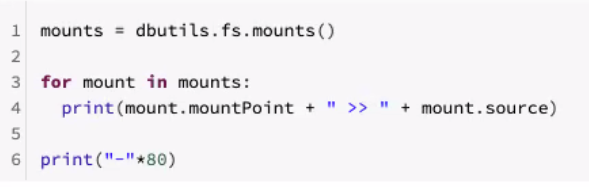 1 mounts = dbutils.fs.mounts()
2
3 for mount in mounts:
4   print(mount.mountPoint + " >> " + mount.source)
5
6 print("-"*80)